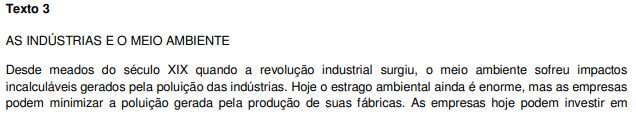 Texto 3
AS INDÚSTRIAS E O MEIO AMBIENTE
Desde meados do século XIX quando a revolução industrial surgiu, o meio ambiente sofreu impactos
incalculáveis gerados pela poluição das indústrias. Hoje o estrago ambiental ainda é enorme, mas as empresas
podem minimizar a poluição gerada pela produção de suas fábricas. As empresas hoje podem investir em